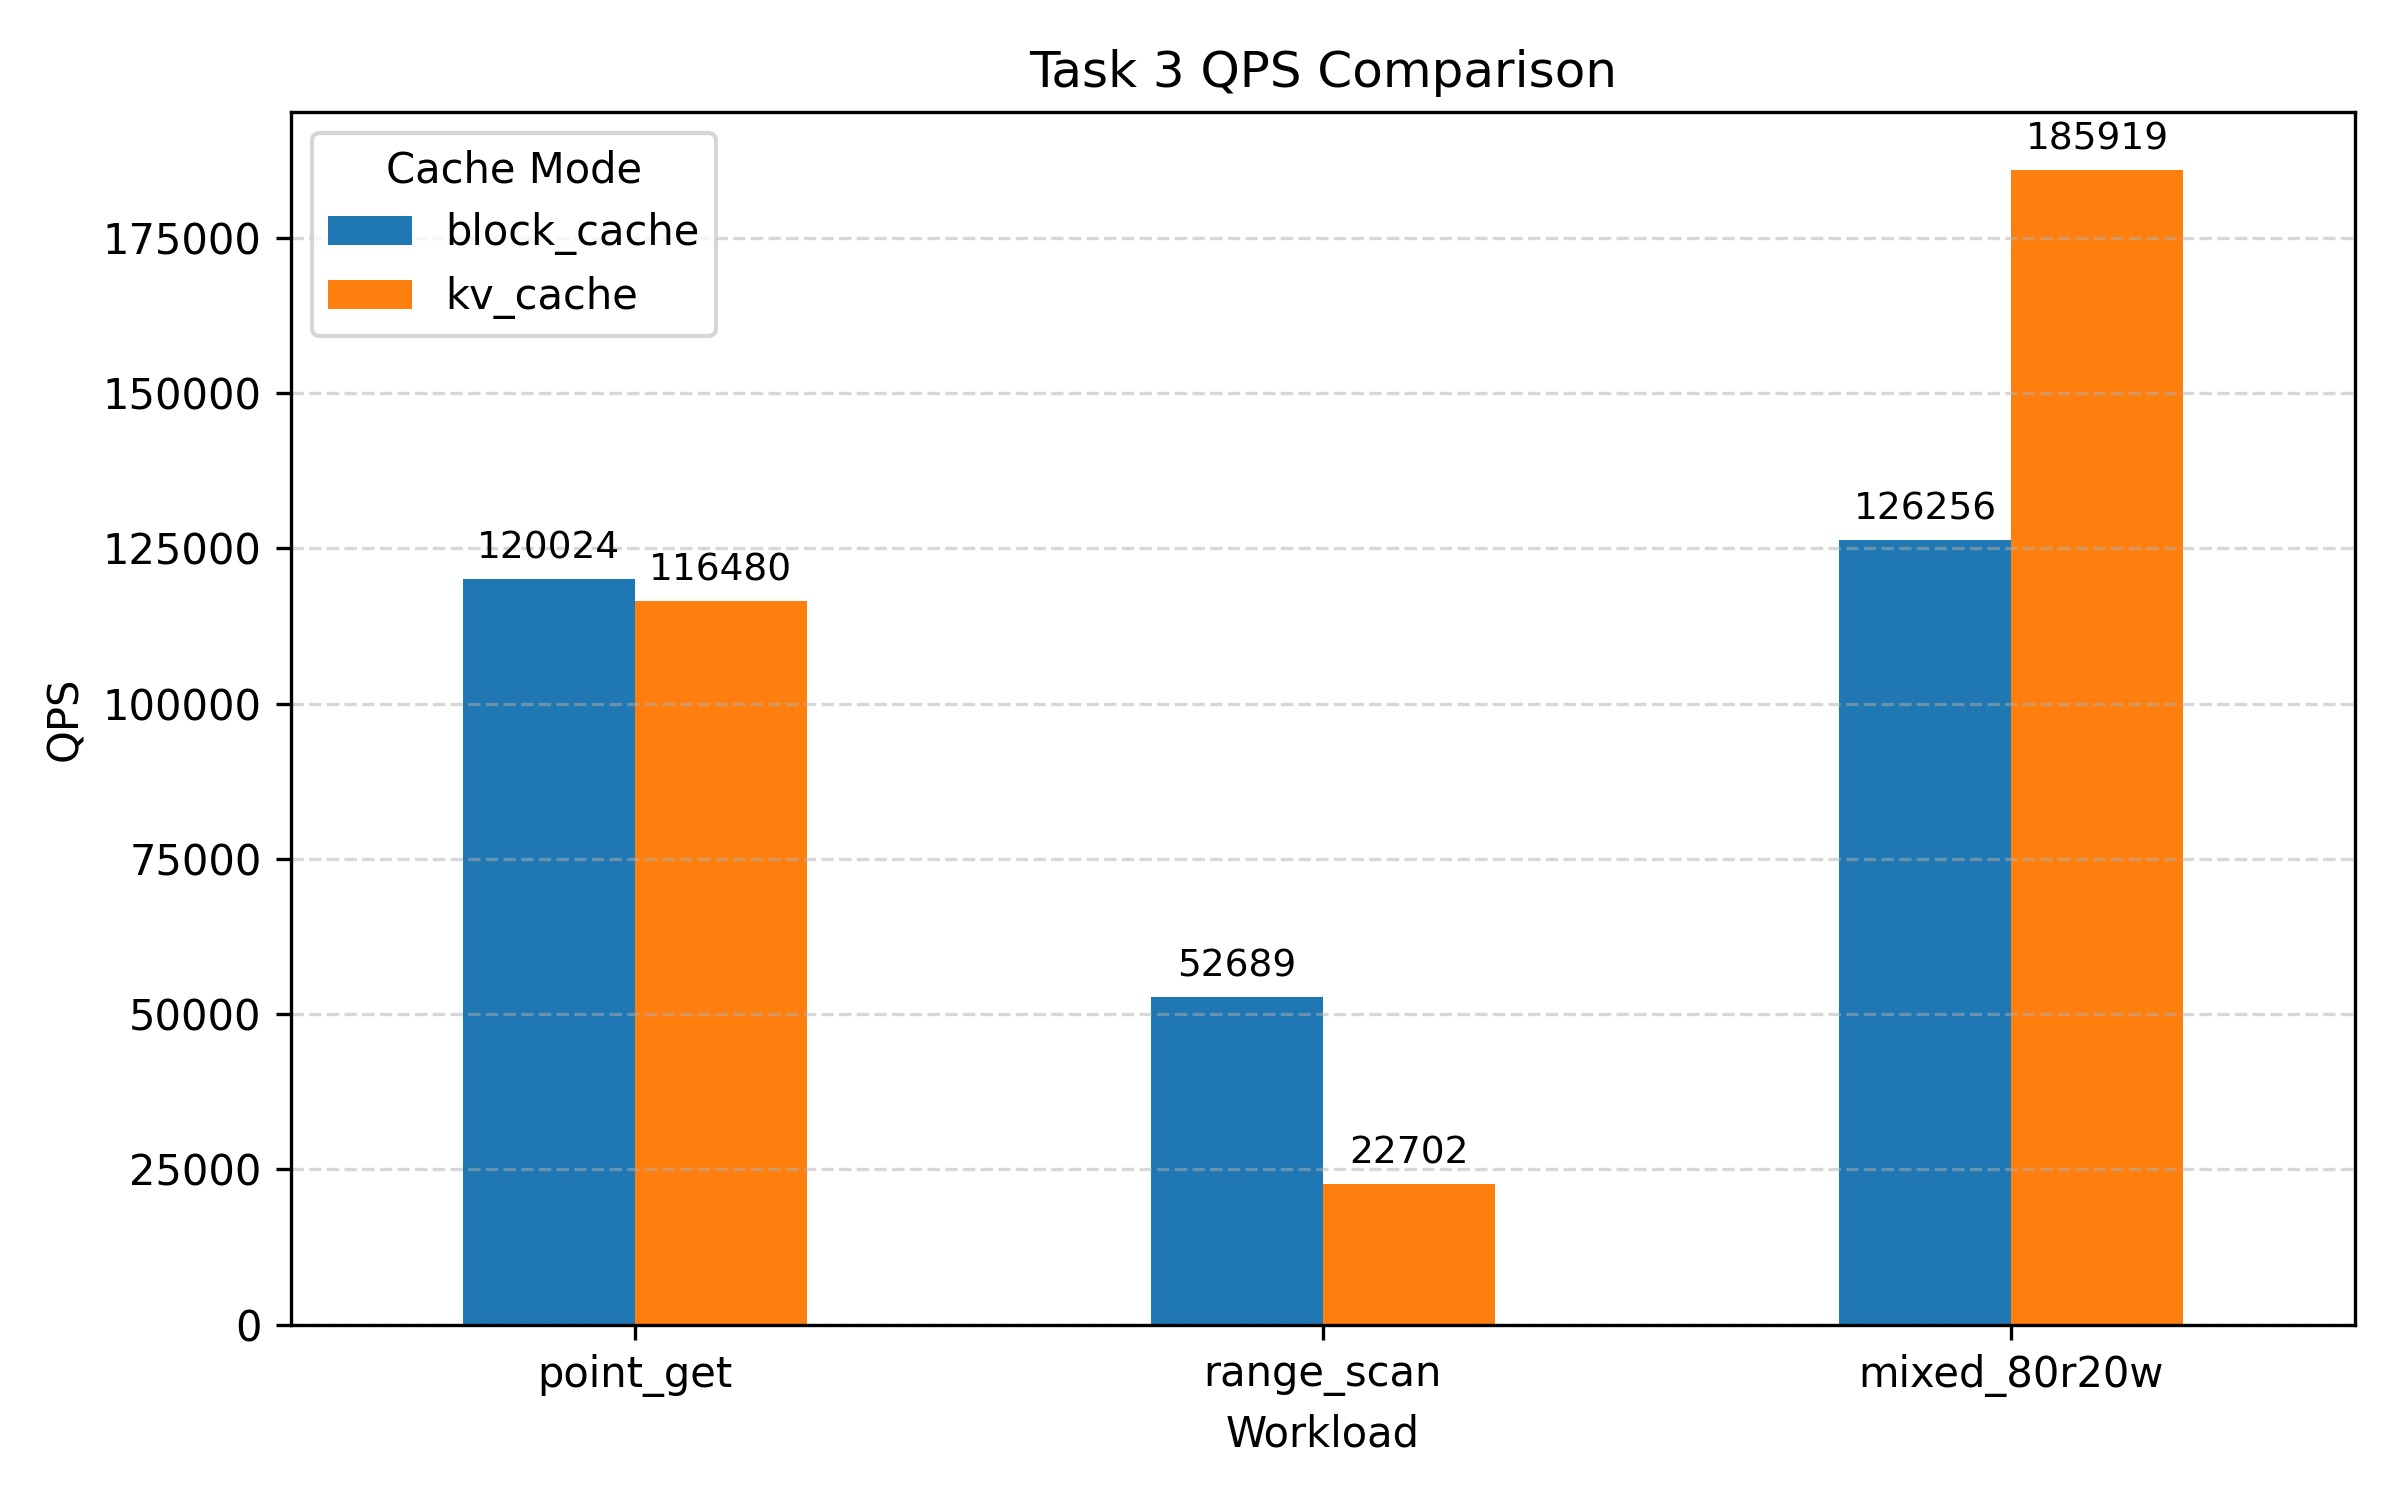 Task 3 QPS Comparison
Cache Mode
block_cache
kv_cache
QPS
175000
150000
125000
100000
75000
50000
25000
0
120024
116480
52689
22702
126256
185919
point_get
range_scan
mixed_80r20w
Workload